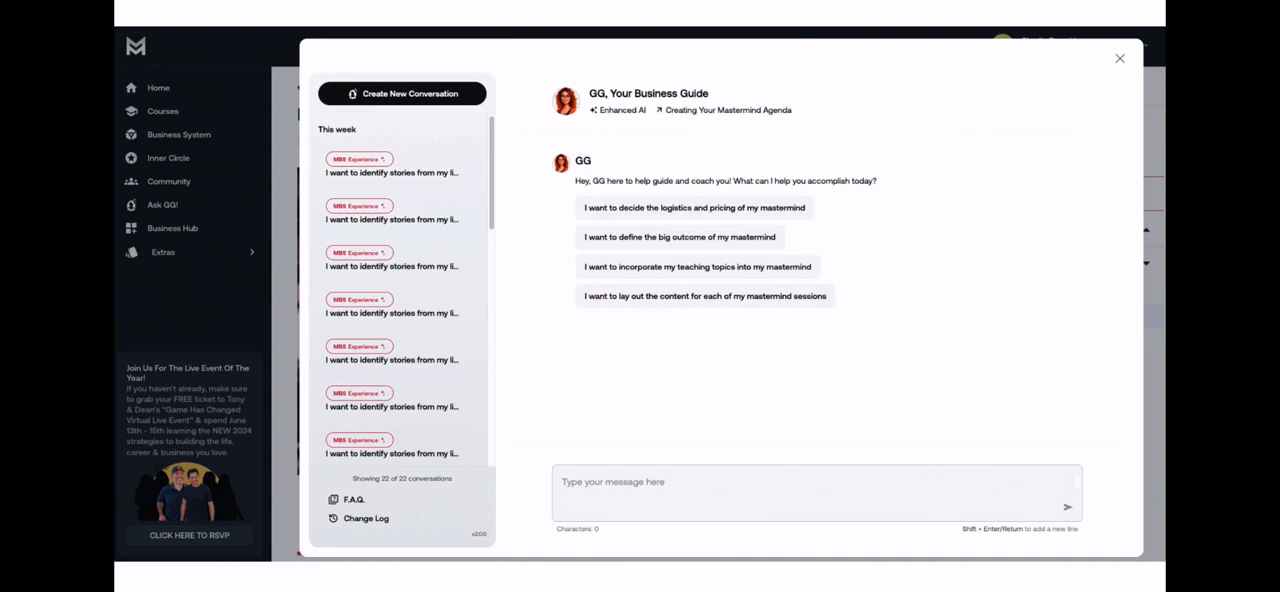 Home
Courses
Business System
Inner Circle
Community
Ask GG!
Business Hub
Extras
Join Us For The Live Event Of The
Year!
If you haven't already, make sure
to grab your FREE ticket to Tony
& Dean's "Game Has Changed
Virtual Live Event" & spend June
13th - 15th learning the NEW 2024
strategies to building the life,
career & business you love.
CLICK HERE TO RSVP
Create New Conversation
This week
MBS Experience
I want to identify stories from my li...
MBS Experience
I want to identify stories from my li...
MBS Experience
I want to identify stories from my li...
MBS Experience
I want to identify stories from my li...
MBS Experience
I want to identify stories from my li...
MBS Experience
I want to identify stories from my li...
MBS Experience
I want to identify stories from my li...
Showing 22 of 22 conversations
F.A.Q.
Change Log
v2.0.0
GG, Your Business Guide
Enhanced AI Creating Your Mastermind Agenda
GG
Hey, GG here to help guide and coach you! What can I help you accomplish today?
I want to decide the logistics and pricing of my mastermind
I want to define the big outcome of my mastermind
I want to incorporate my teaching topics into my mastermind
I want to lay out the content for each of my mastermind sessions
Type your message here
Characters: 0
Shift + Enter/Return to add a new line